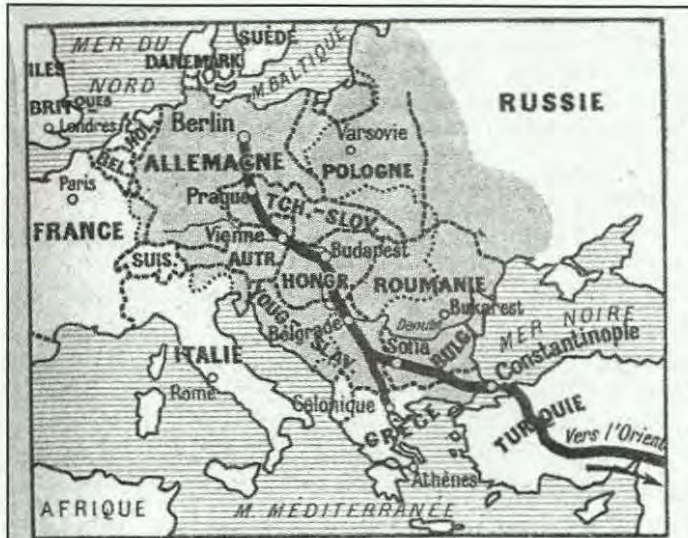 MER DU
NORD
SUÈDE
DANEMARK
M. BALTIQUE
ILES
BRIT QUES
Londres
HOL.
BEL.
Berlin
ALLEMAGNE
Varsovie
POLOGNE
RUSSIE
Paris
FRANCE
Prague
TCH.-SLOV.
Vienne
Budapest
SUIS.
AUTR.
HONGR.
ROUMANIE
Bukarest
YOUG-SLAV.
Belgrade
Danube
Sofia
BULG.
MER NOIRE
Constantinople
ITALIE
Rome
Salonique
GRÈCE
Athènes
TURQUIE
Vers l'Orient
AFRIQUE
M. MÉDITERRANÉE